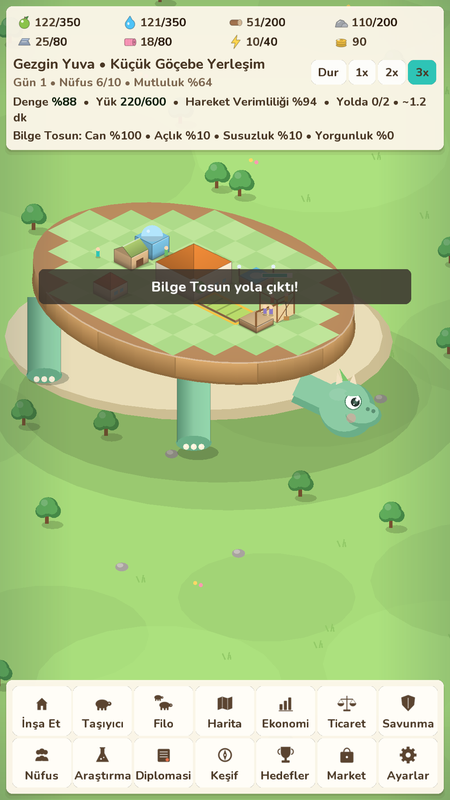 122/350 121/350 51/200 110/200
25/80 18/80 10/40 90
Gezgin Yuva • Küçük Göçebe Yerleşim
Gün 1 • Nüfus 6/10 • Mutluluk %64
Dur 1x 2x 3x
Denge %88 • Yük 220/600 • Hareket Verimliliği %94 • Yolda 0/2 • ~1.2
dk
Bilge Tosun: Can %100 • Açlık %10 • Susuzluk %10 • Yorgunluk %0
Bilge Tosun yola çıktı!
İnşa Et Taşıyıcı Filo Harita Ekonomi Ticaret Savunma
Nüfus Araştırma Diplomasi Keşif Hedefler Market Ayarlar